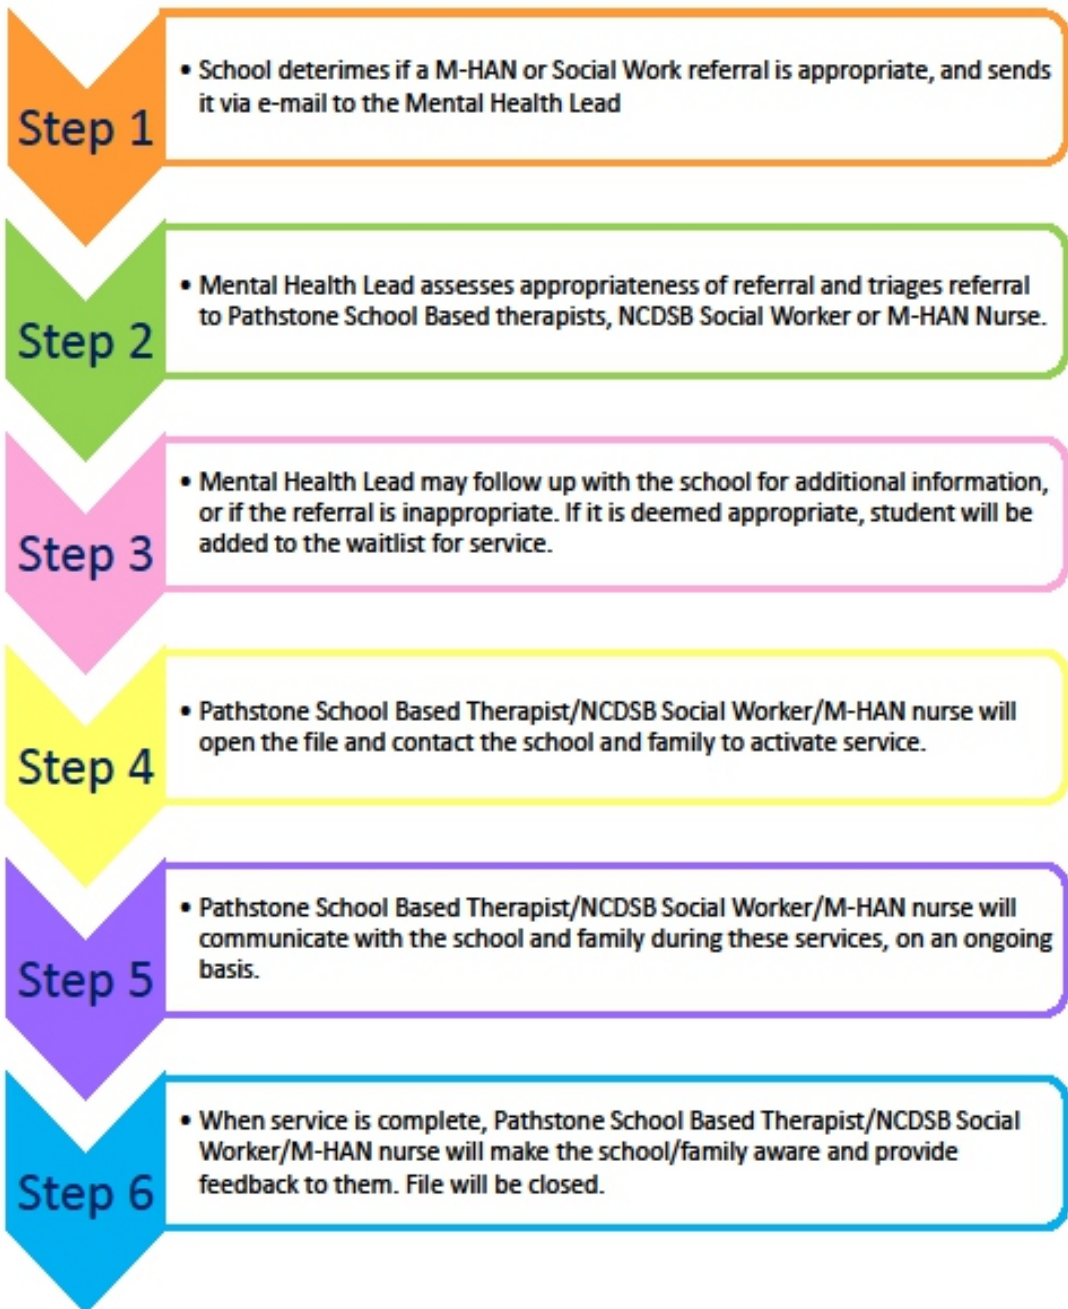 Step 1
• School deterimes if a M-HAN or Social Work referral is appropriate, and sends
it via e-mail to the Mental Health Lead
Step 2
• Mental Health Lead assesses appropriateness of referral and triages referral
to Pathstone School Based therapists, NCDSB Social Worker or M-HAN Nurse.
Step 3
• Mental Health Lead may follow up with the school for additional information,
or if the referral is inappropriate. If it is deemed appropriate, student will be
added to the waitlist for service.
Step 4
• Pathstone School Based Therapist/NCDSB Social Worker/M-HAN nurse will
open the file and contact the school and family to activate service.
Step 5
• Pathstone School Based Therapist/NCDSB Social Worker/M-HAN nurse will
communicate with the school and family during these services, on an ongoing
basis.
Step 6
• When service is complete, Pathstone School Based Therapist/NCDSB Social
Worker/M-HAN nurse will make the school/family aware and provide
feedback to them. File will be closed.